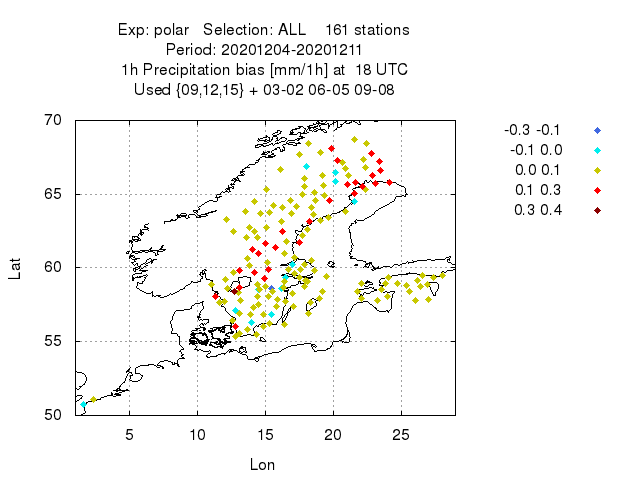 Exp: polar Selection: ALL 161 stations
Period: 20201204-20201211
1h Precipitation bias [mm/1h] at 18 UTC
Used {09,12,15} + 03-02 06-05 09-08
-0.3 -0.1
-0.1 0.0
0.0 0.1
0.1 0.3
0.3 0.4
70
65
60
55
50
Lat
5 10 15 20 25
Lon